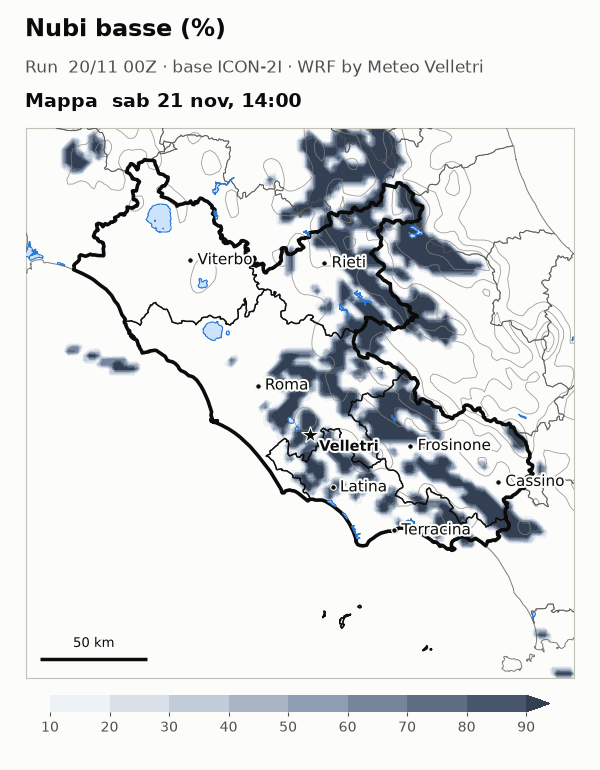 Nubi basse (%)
Run  20/11 00Z · base ICON-2I · WRF by Meteo Velletri
Mappa  sab 21 nov, 14:00
Viterbo
Rieti
Roma
Velletri
Frosinone
Latina
Cassino
Terracina
50 km
10 20 30 40 50 60 70 80 90